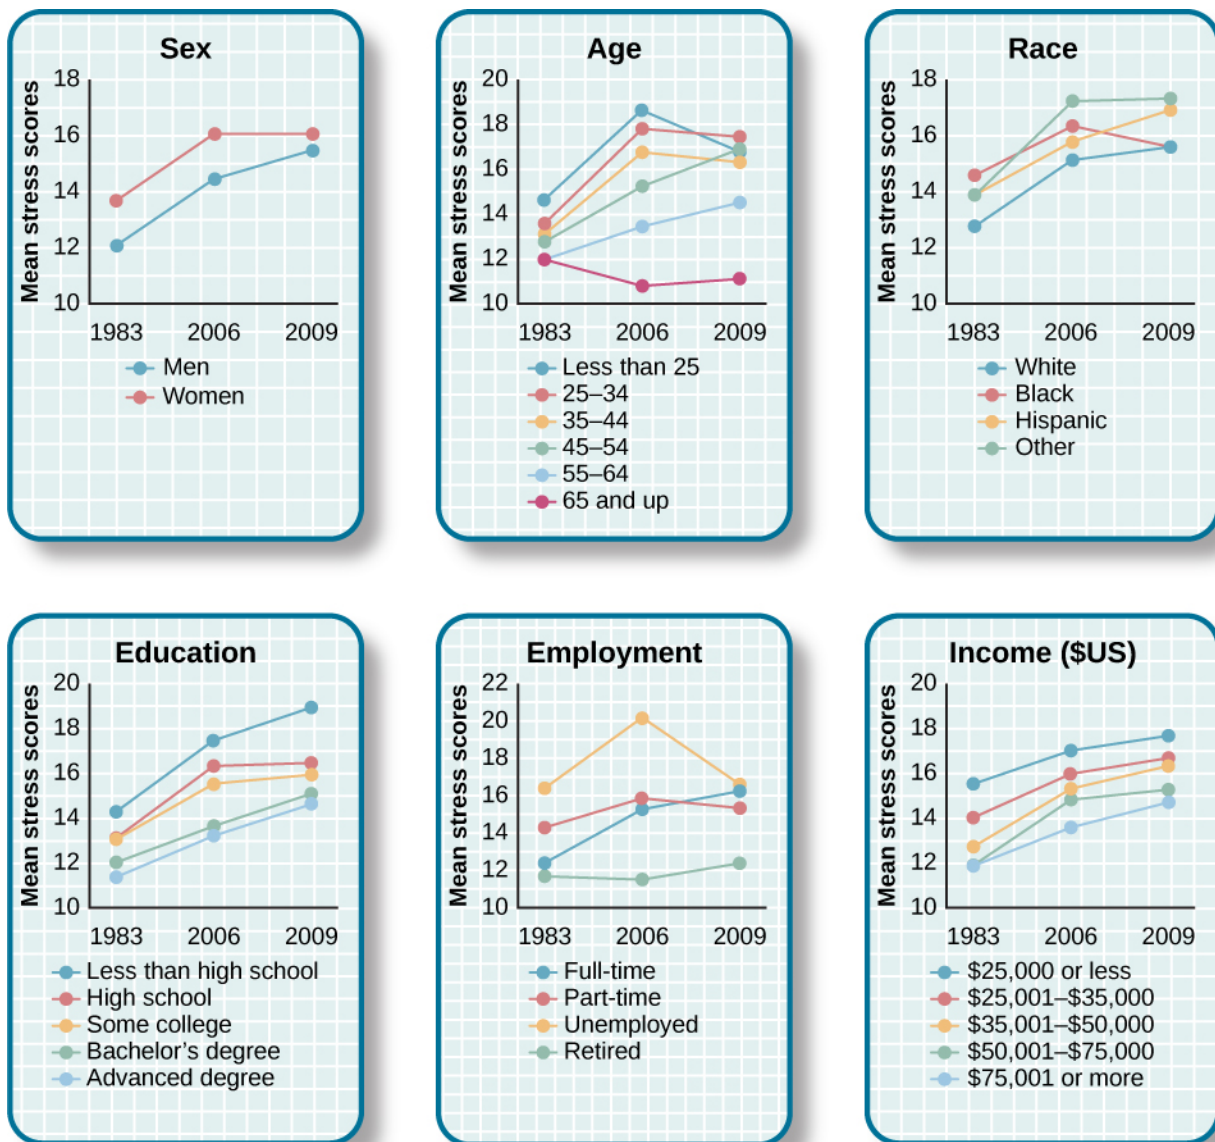 Sex
Mean stress scores
18
16
14
12
10
1983 2006 2009
Men
Women
Age
Mean stress scores
20
18
16
14
12
10
1983 2006 2009
Less than 25
25–34
35–44
45–54
55–64
65 and up
Race
Mean stress scores
18
16
14
12
10
1983 2006 2009
White
Black
Hispanic
Other
Education
Mean stress scores
20
18
16
14
12
10
1983 2006 2009
Less than high school
High school
Some college
Bachelor's degree
Advanced degree
Employment
Mean stress scores
22
20
18
16
14
12
10
1983 2006 2009
Full-time
Part-time
Unemployed
Retired
Income ($US)
Mean stress scores
20
18
16
14
12
10
1983 2006 2009
$25,000 or less
$25,001–$35,000
$35,001–$50,000
$50,001–$75,000
$75,001 or more